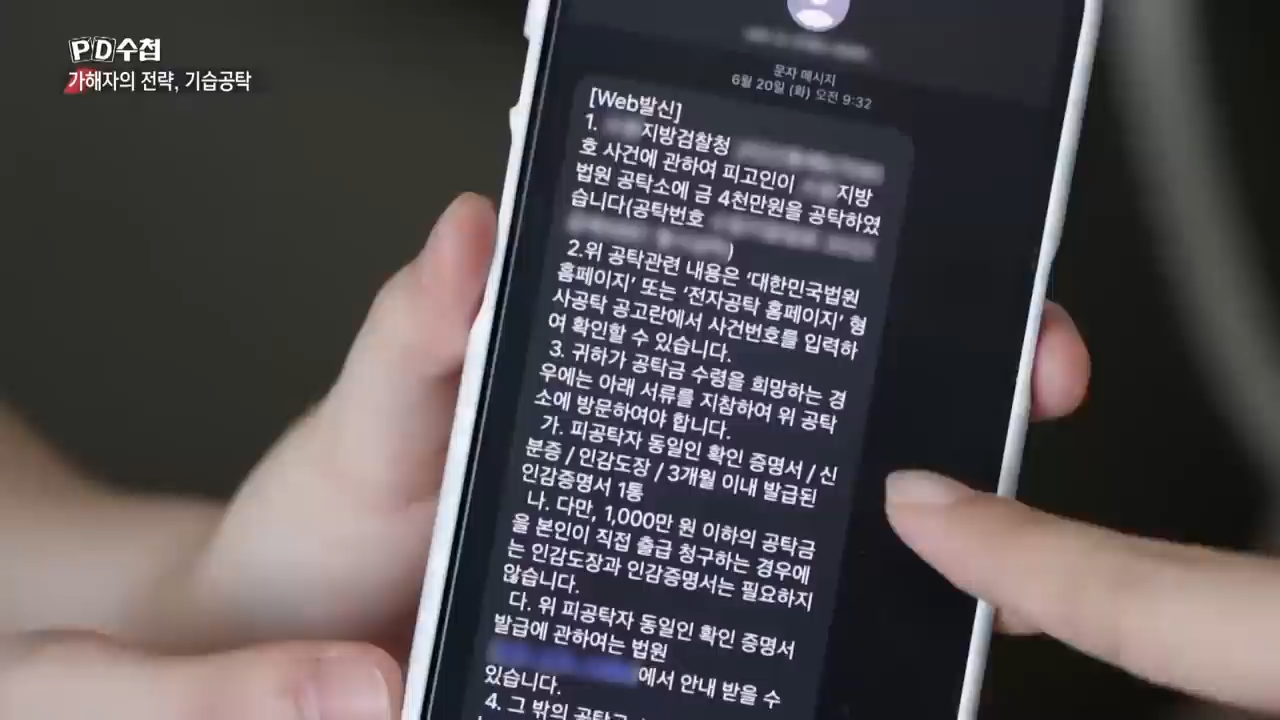 PD수첩
가해자의 전략, 기습공탁
문자 메시지
6월 20일 (화) 오전 9:32
[Web발신]
1. 지방검찰청
호 사건에 관하여 피고인이 지방
법원 공탁소에 금 4천만원을 공탁하였
습니다(공탁번호
)
2.위 공탁관련 내용은 ‘대한민국법원
홈페이지’ 또는 ‘전자공탁 홈페이지’ 형
사공탁 공고란에서 사건번호를 입력하
여 확인할 수 있습니다.
3. 귀하가 공탁금 수령을 희망하는 경
우에는 아래 서류를 지참하여 위 공탁
소에 방문하여야 합니다.
가. 피공탁자 동일인 확인 증명서 / 신
분증 / 인감도장 / 3개월 이내 발급된
인감증명서 1통
나. 다만, 1,000만 원 이하의 공탁금
을 본인이 직접 출급 청구하는 경우에
는 인감도장과 인감증명서는 필요하지
않습니다.
다. 위 피공탁자 동일인 확인 증명서
발급에 관하여는 법원
에서 안내 받을 수
있습니다.
4. 그 밖의